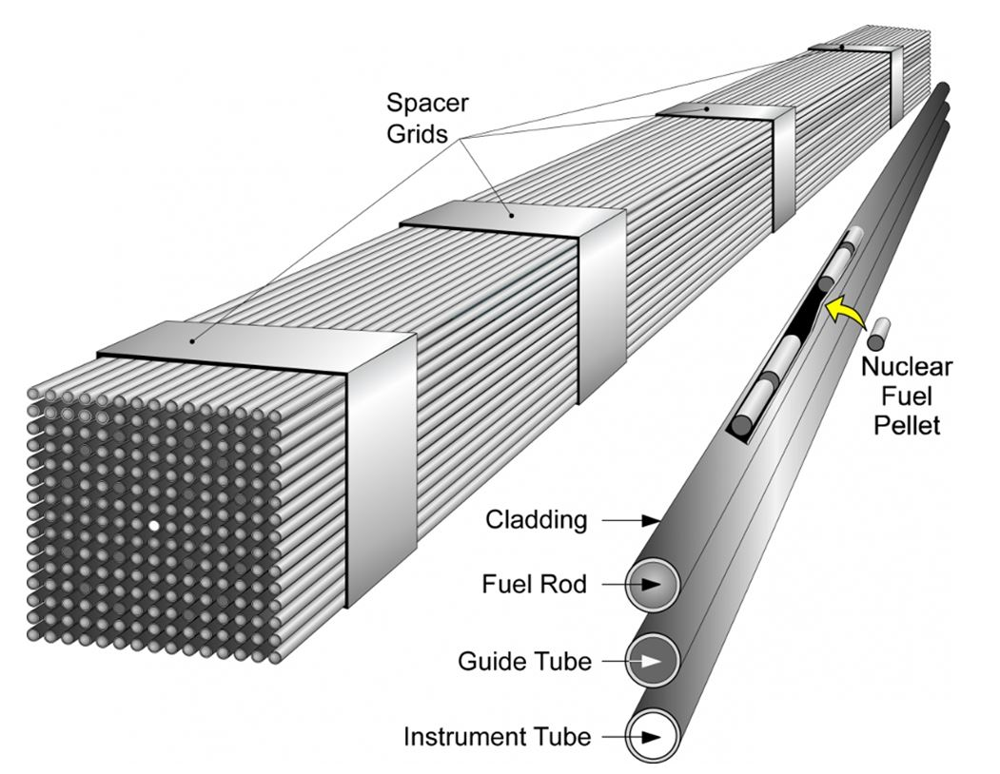 Spacer
Grids
Nuclear
Fuel
Pellet
Cladding
Fuel Rod
Guide Tube
Instrument Tube